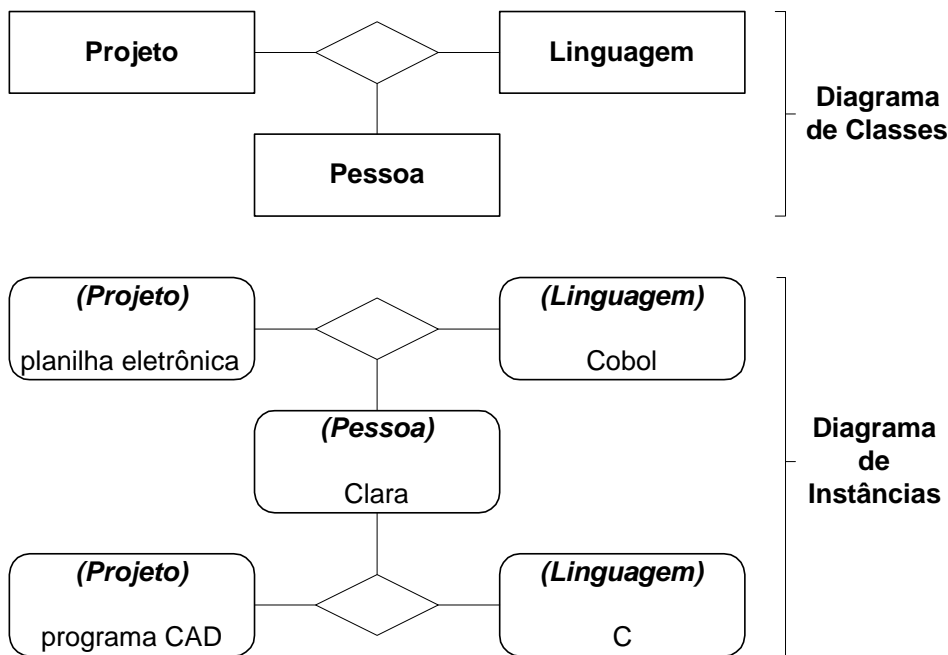 Projeto
Linguagem
Pessoa
Diagrama
de Classes
(Projeto)
planilha eletrônica
(Linguagem)
Cobol
(Pessoa)
Clara
(Projeto)
programa CAD
(Linguagem)
C
Diagrama
de
Instâncias